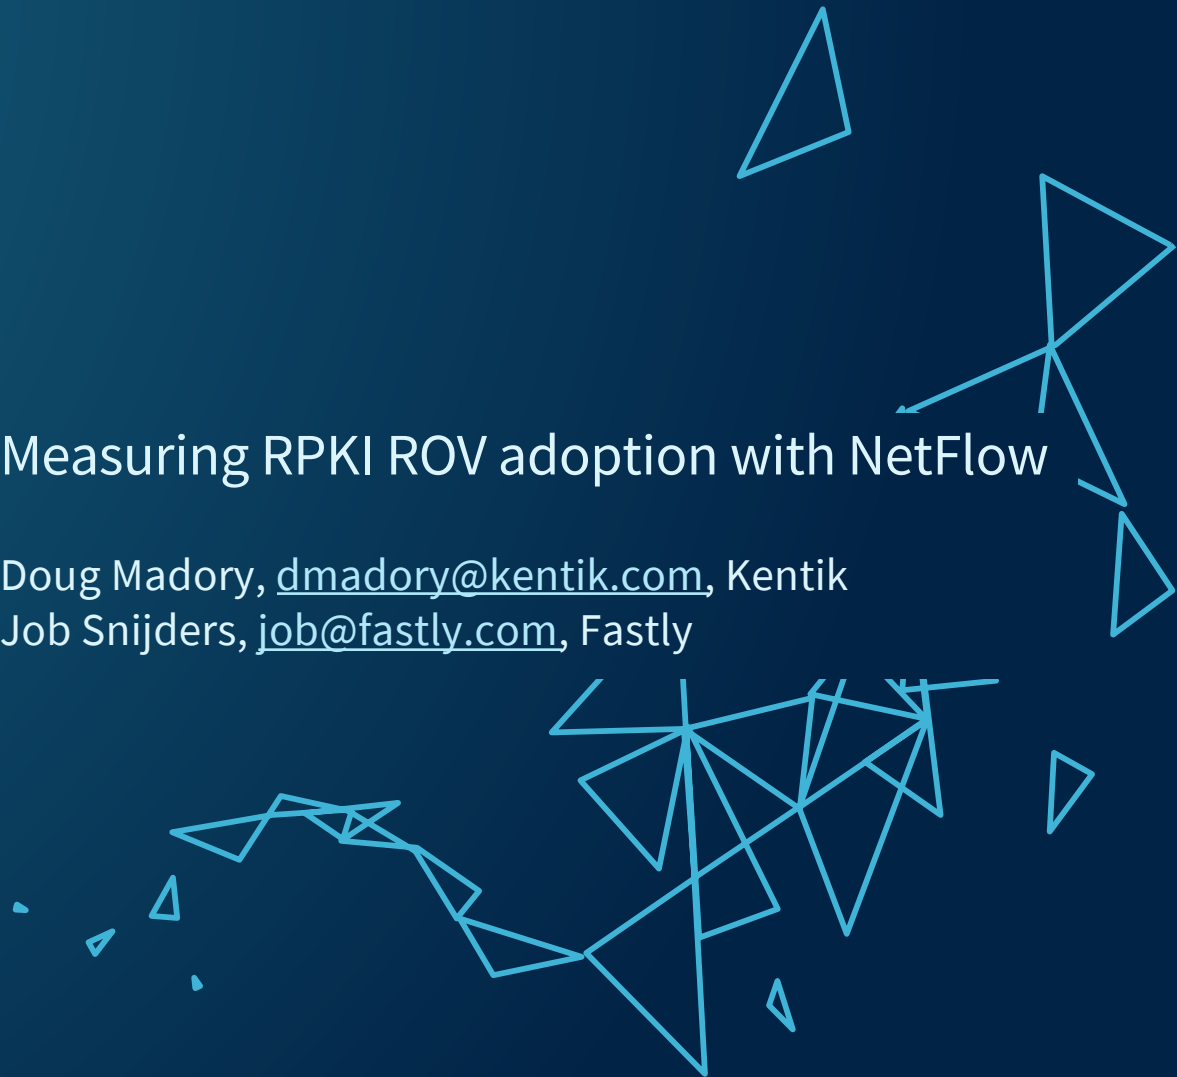 Measuring RPKI ROV adoption with NetFlow
Doug Madory, dmadory@kentik.com, Kentik
Job Snijders, job@fastly.com, Fastly